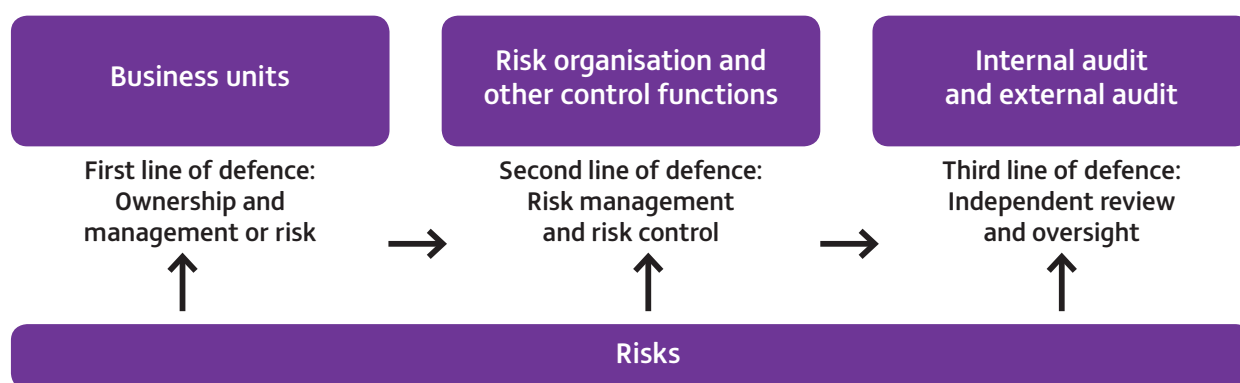 Business units
Risk organisation and
other control functions
Internal audit
and external audit
First line of defence:
Ownership and
management or risk
Second line of defence:
Risk management
and risk control
Third line of defence:
Independent review
and oversight
Risks